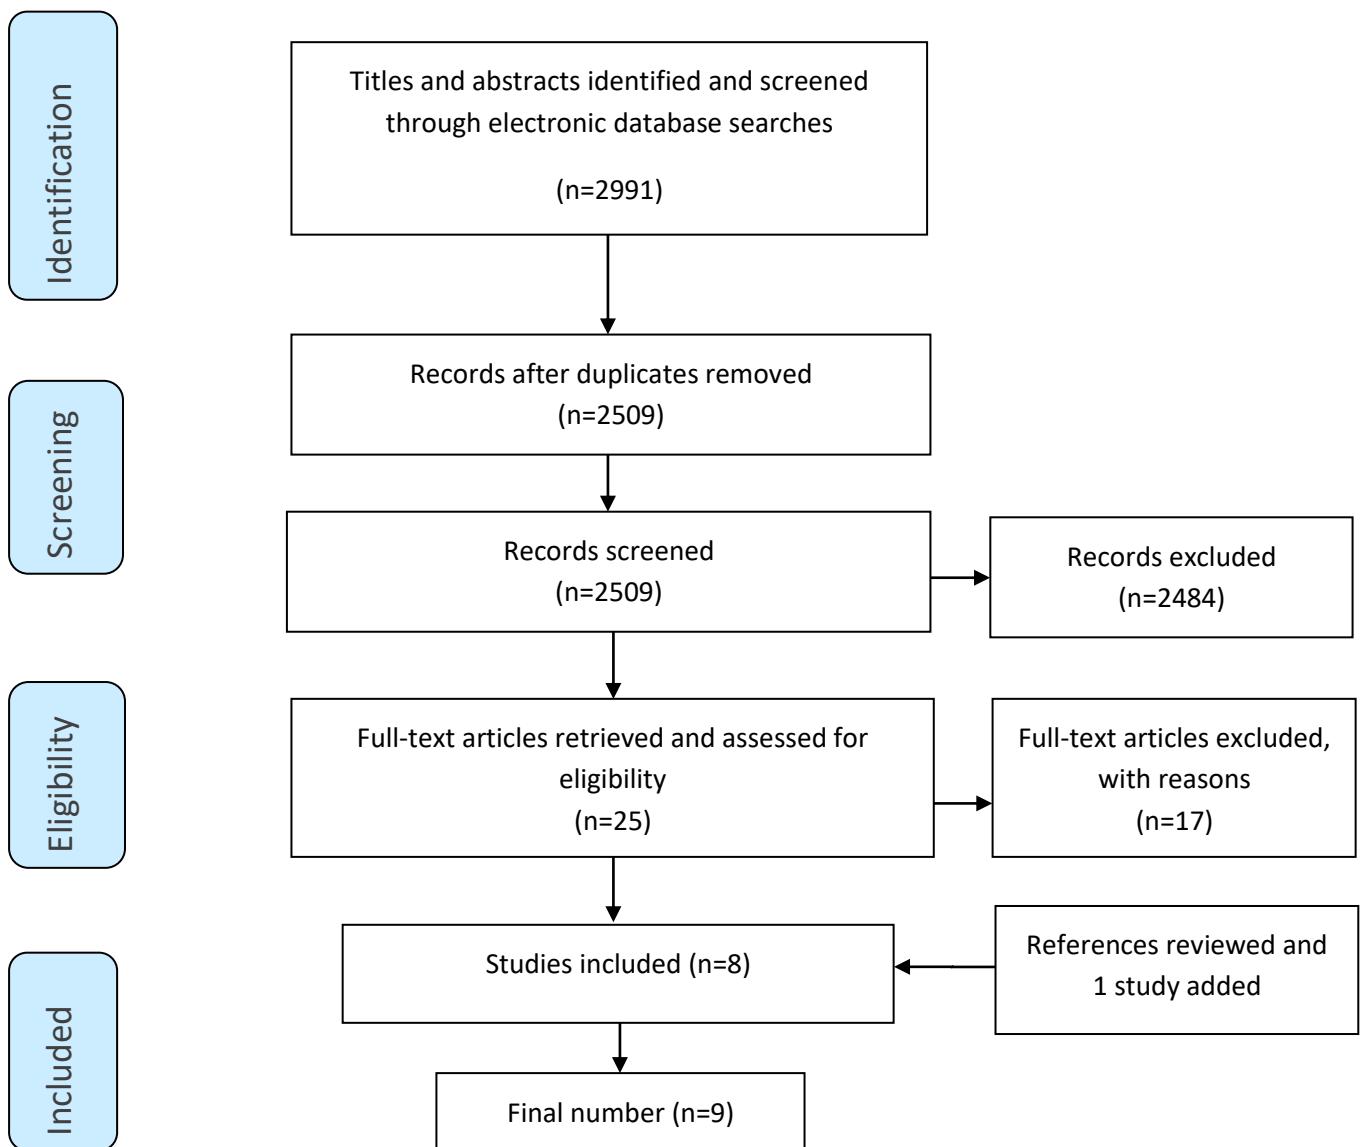 Identification
Titles and abstracts identified and screened
through electronic database searches
(n=2991)
Screening
Records after duplicates removed
(n=2509)
Records screened
(n=2509)
Records excluded
(n=2484)
Eligibility
Full-text articles retrieved and assessed for
eligibility
(n=25)
Full-text articles excluded,
with reasons
(n=17)
Included
Studies included (n=8)
References reviewed and
1 study added
Final number (n=9)